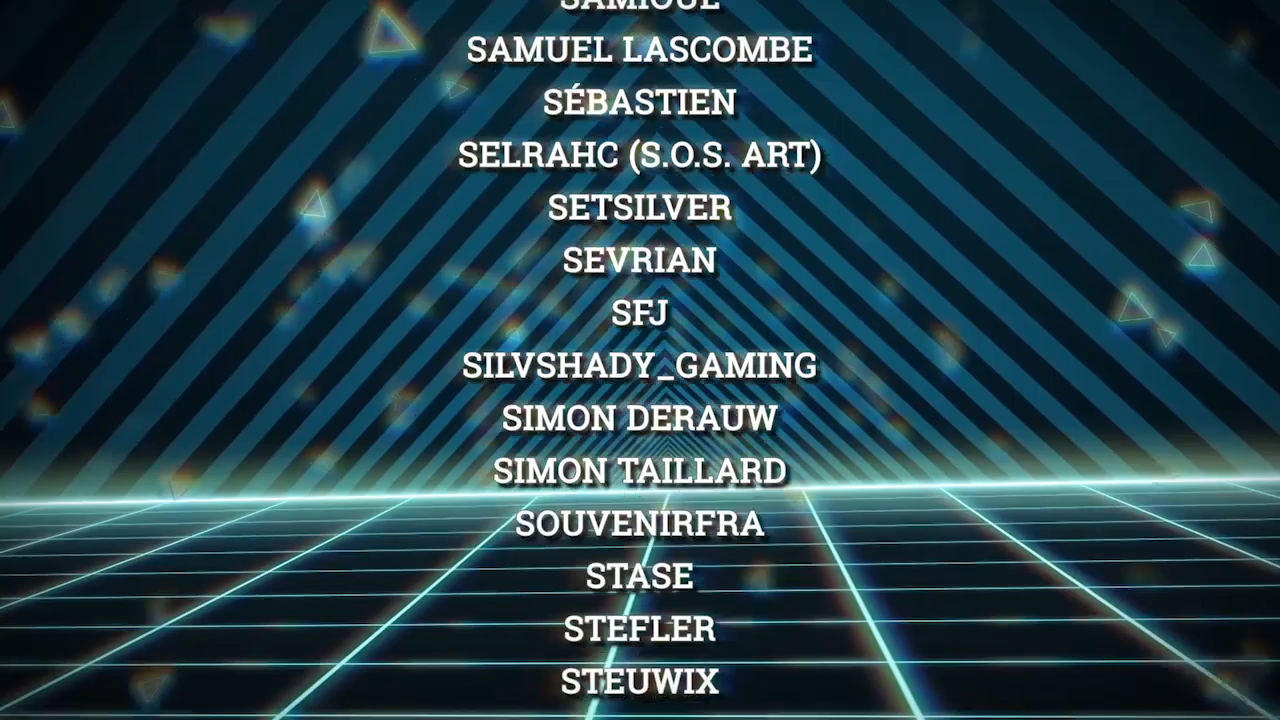 SAMUEL LASCOMBE
SÉBASTIEN
SELRAHC (S.O.S. ART)
SETSILVER
SEVRIAN
SFJ
SILVSHADY_GAMING
SIMON DERAUW
SIMON TAILLARD
SOUVENIRFRA
STASE
STEFLER
STEUWIX